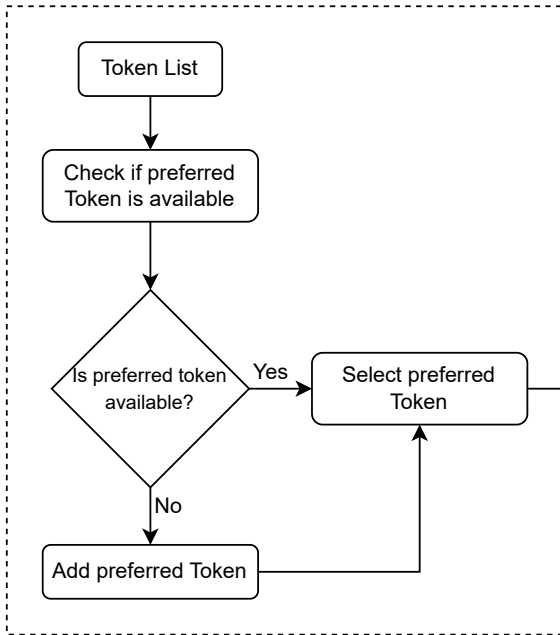 Token List
Check if preferred
Token is available
Is preferred token
available?
Yes
Select preferred
Token
No
Add preferred Token